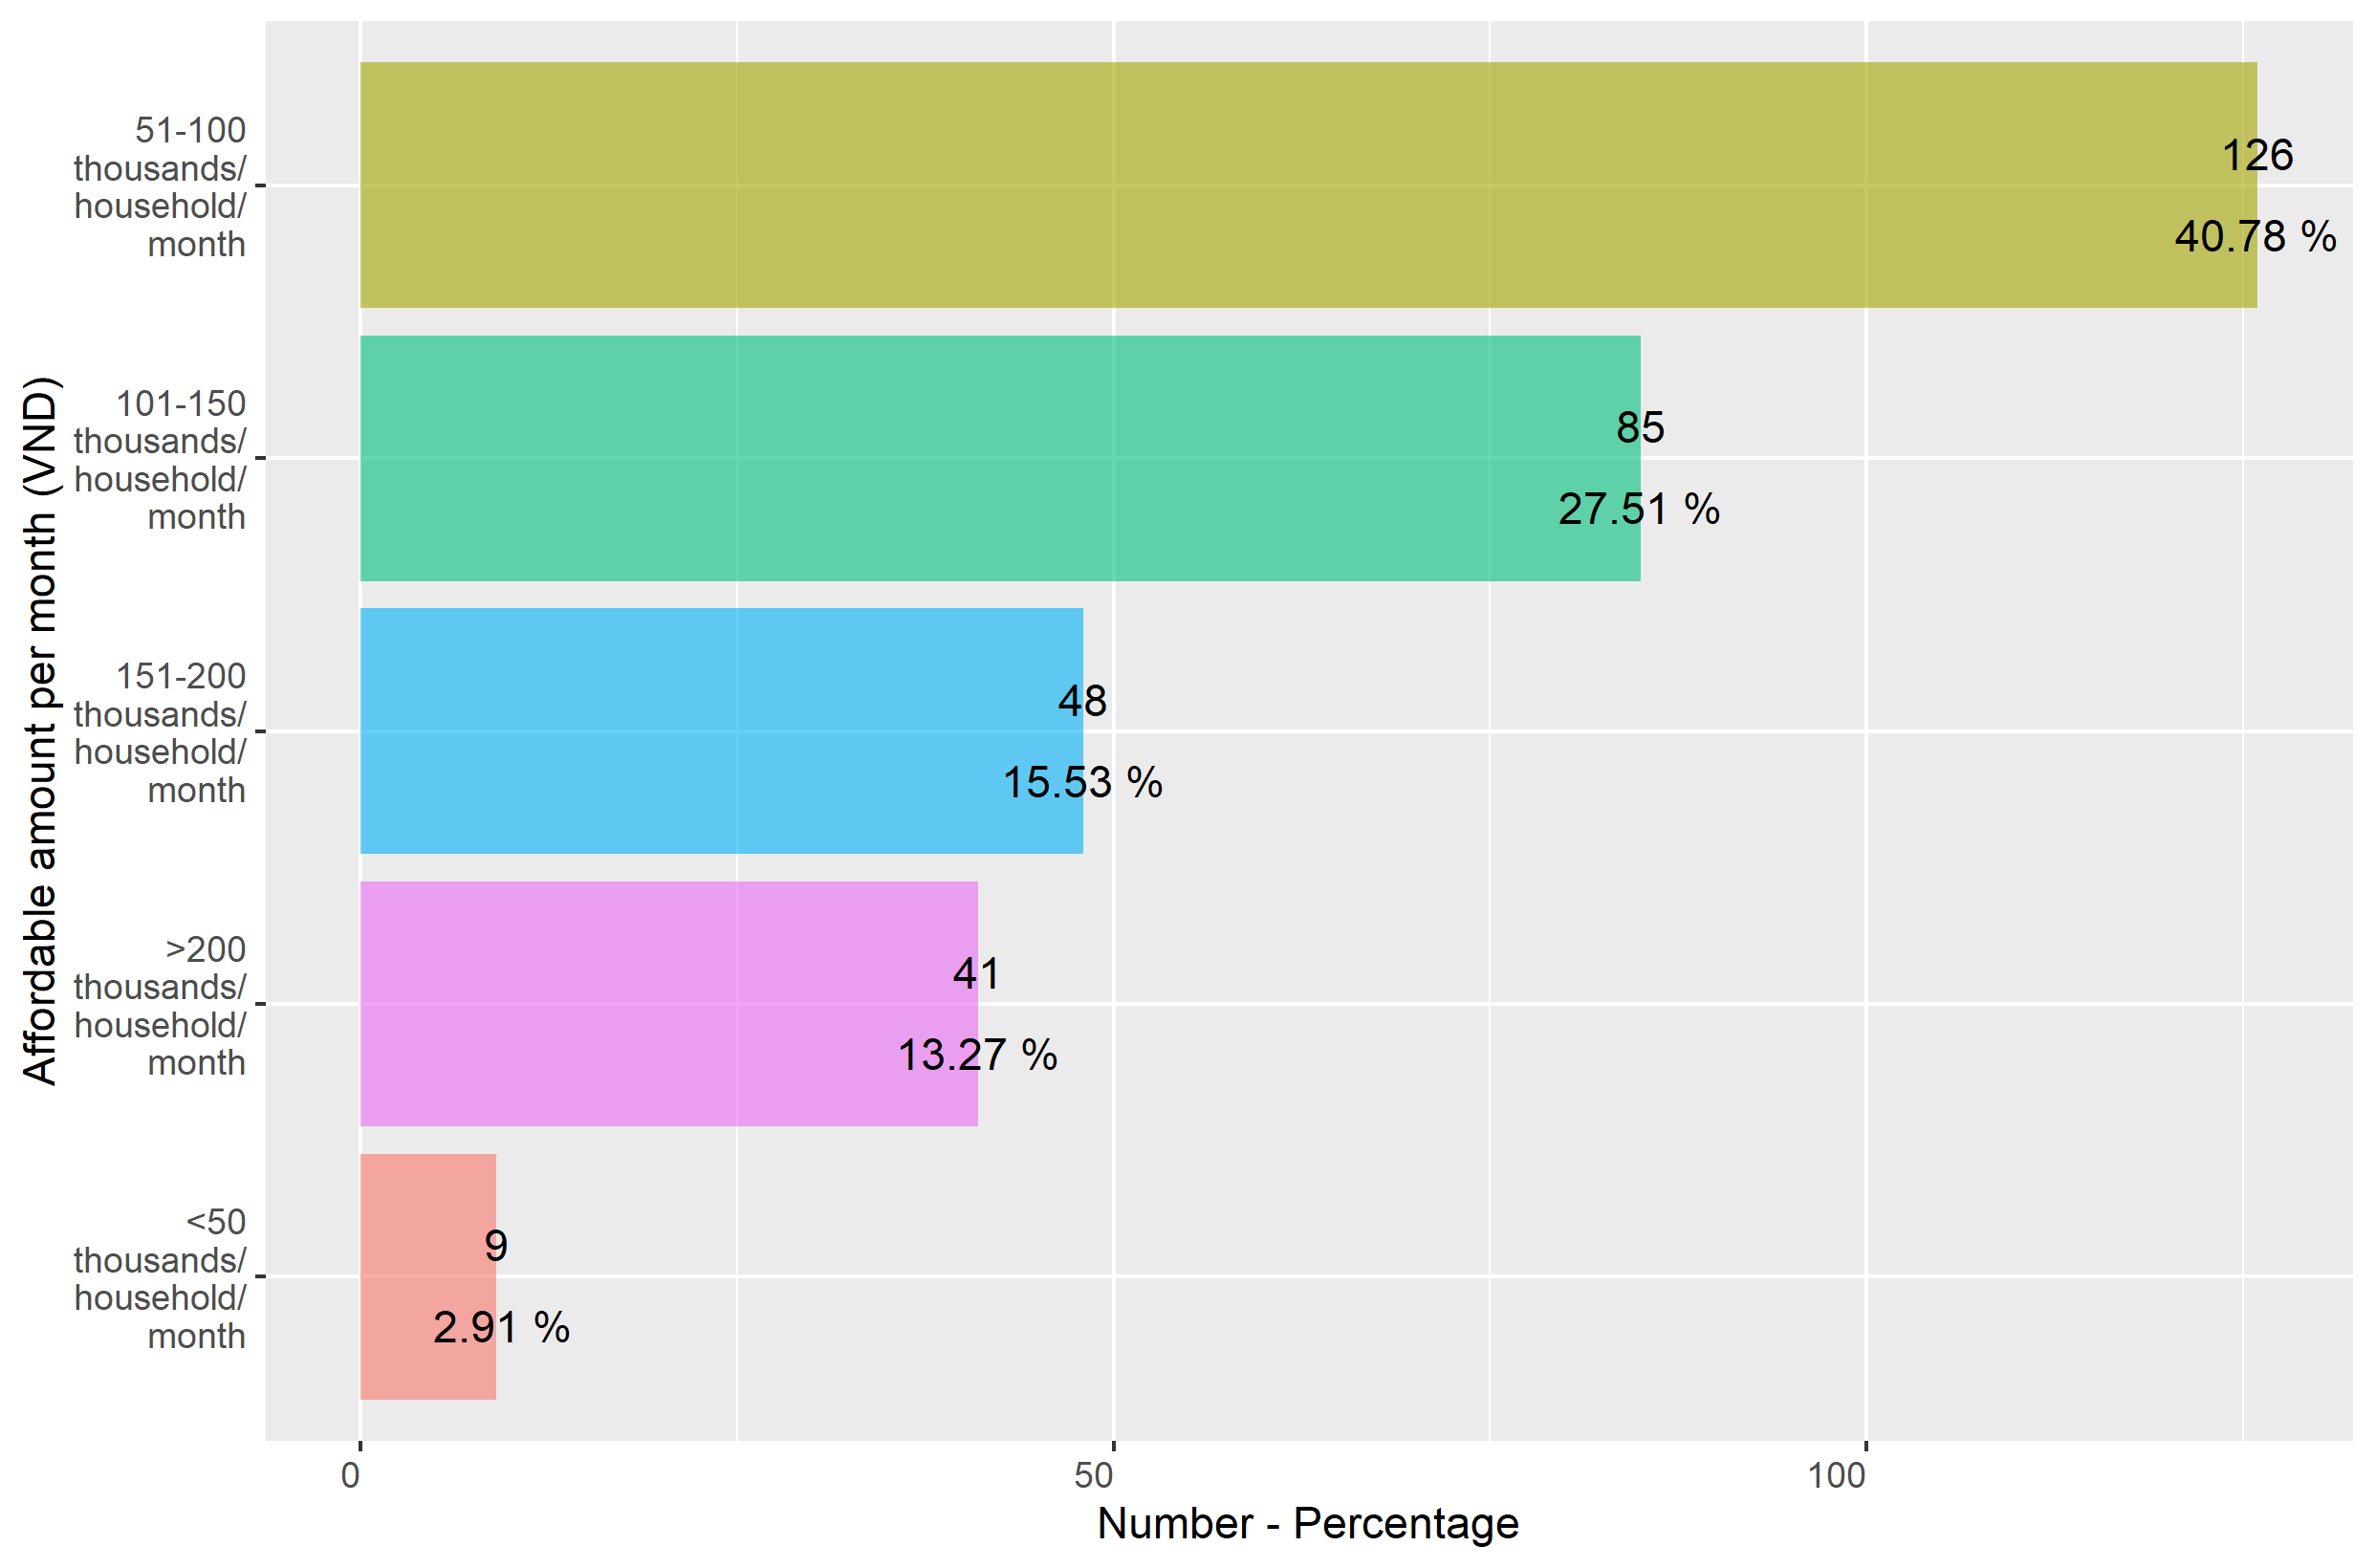 Affordable amount per month (VND)
51-100
thousands/
household/
month
126
40.78 %
101-150
thousands/
household/
month
85
27.51 %
151-200
thousands/
household/
month
48
15.53 %
>200
thousands/
household/
month
41
13.27 %
<50
thousands/
household/
month
9
2.91 %
0
50
100
Number - Percentage